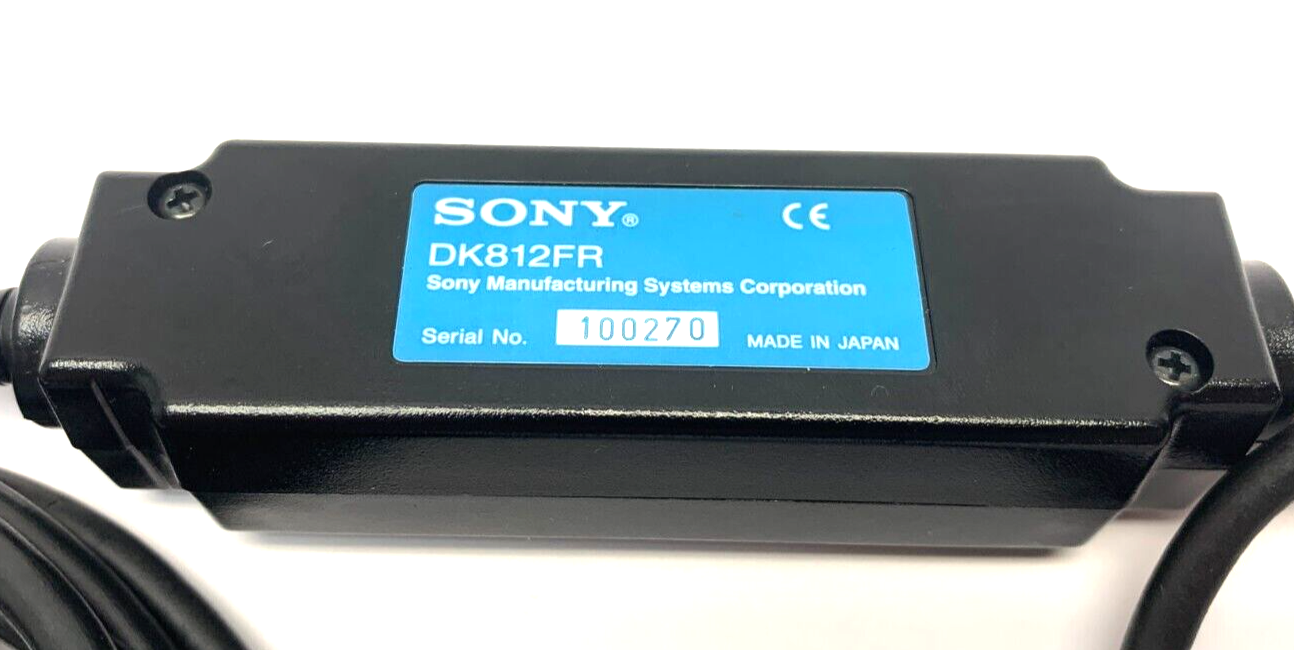 SONY® CE
DK812FR
Sony Manufacturing Systems Corporation
Serial No. 100270 MADE IN JAPAN